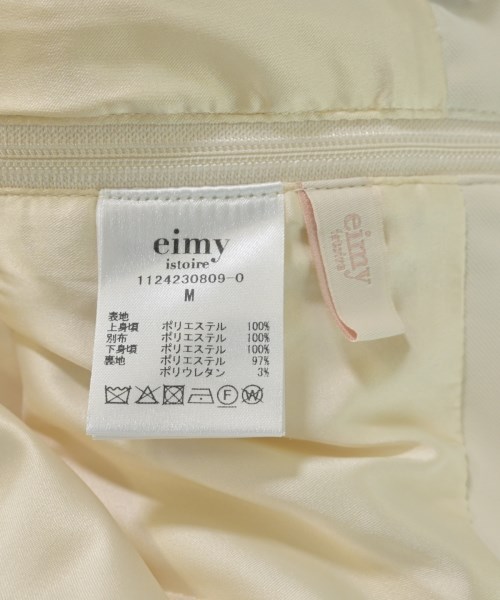 eimy
istoire
1124230809-0
M
表地
上身頃 ポリエステル 100%
別布 ポリエステル 100%
下身頃 ポリエステル 100%
裏地 ポリエステル 97%
ポリウレタン 3%
F W
eimy
istoire